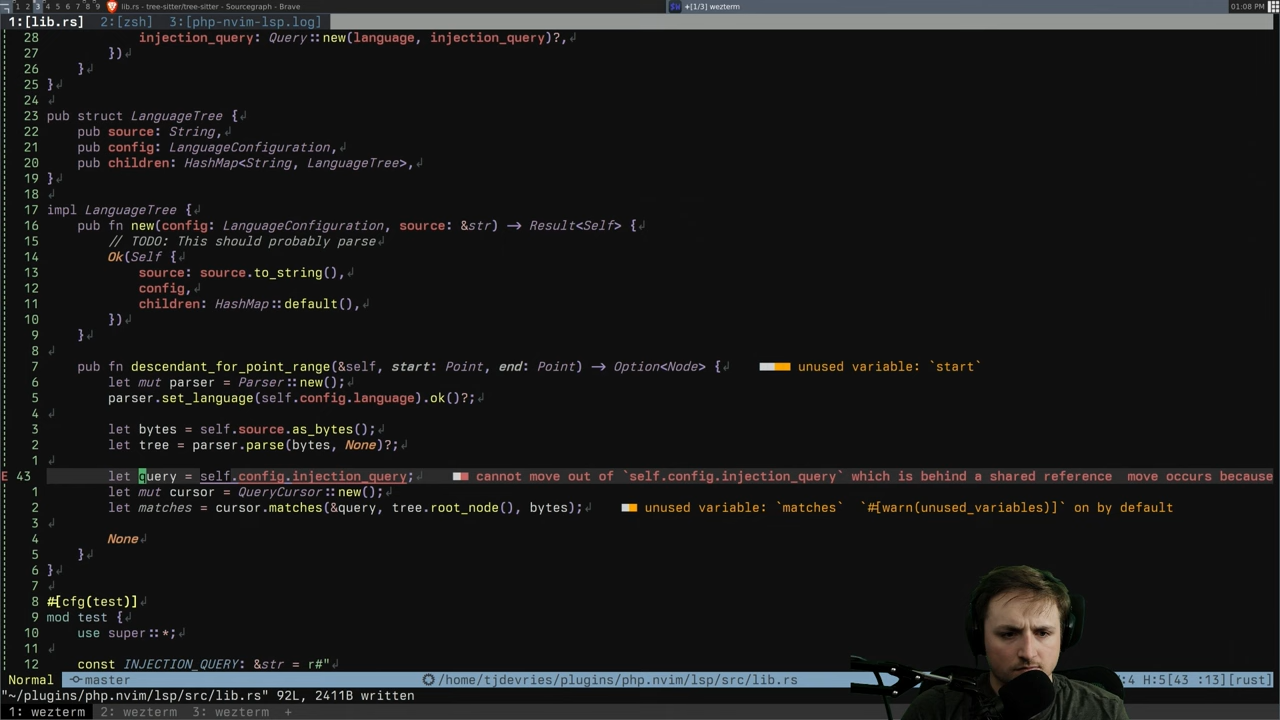 1 2 3 4 5 6 7 8 9 lib.rs - tree-sitter/tree-sitter - Sourcegraph - Brave +[1/3] wezterm 01:08 PM
1:[lib.rs] 2:[zsh] 3:[php-nvim-lsp.log]
28 injection_query: Query::new(language, injection_query)?,↲
27 })↲
26 }↲
25 }↲
24 ↲
23 pub struct LanguageTree {↲
22 pub source: String,↲
21 pub config: LanguageConfiguration,↲
20 pub children: HashMap<String, LanguageTree>,↲
19 }↲
18 ↲
17 impl LanguageTree {↲
16 pub fn new(config: LanguageConfiguration, source: &str) → Result<Self> {↲
15 // TODO: This should probably parse↲
14 Ok(Self {↲
13 source: source.to_string(),↲
12 config,↲
11 children: HashMap::default(),↲
10 })↲
9 }↲
8 ↲
7 pub fn descendant_for_point_range(&self, start: Point, end: Point) → Option<Node> {↲ unused variable: `start`
6 let mut parser = Parser::new();↲
5 parser.set_language(self.config.language).ok()?;↲
4 ↲
3 let bytes = self.source.as_bytes();↲
2 let tree = parser.parse(bytes, None)?;↲
1 ↲
E 43 let query = self.config.injection_query;↲ cannot move out of `self.config.injection_query` which is behind a shared reference move occurs because
1 let mut cursor = QueryCursor::new();↲
2 let matches = cursor.matches(&query, tree.root_node(), bytes);↲ unused variable: `matches` `#[warn(unused_variables)]` on by default
3 ↲
4 None↲
5 }↲
6 }↲
7 ↲
8 #[cfg(test)]↲
9 mod test {↲
10 use super::*;↲
11 ↲
12 const INJECTION_QUERY: &str = r#"↲
Normal master /home/tjdevries/plugins/php.nvim/lsp/src/lib.rs :4 H:5[43 :13][rust]
"~/plugins/php.nvim/lsp/src/lib.rs" 92L, 2411B written
1: wezterm 2: wezterm 3: wezterm +